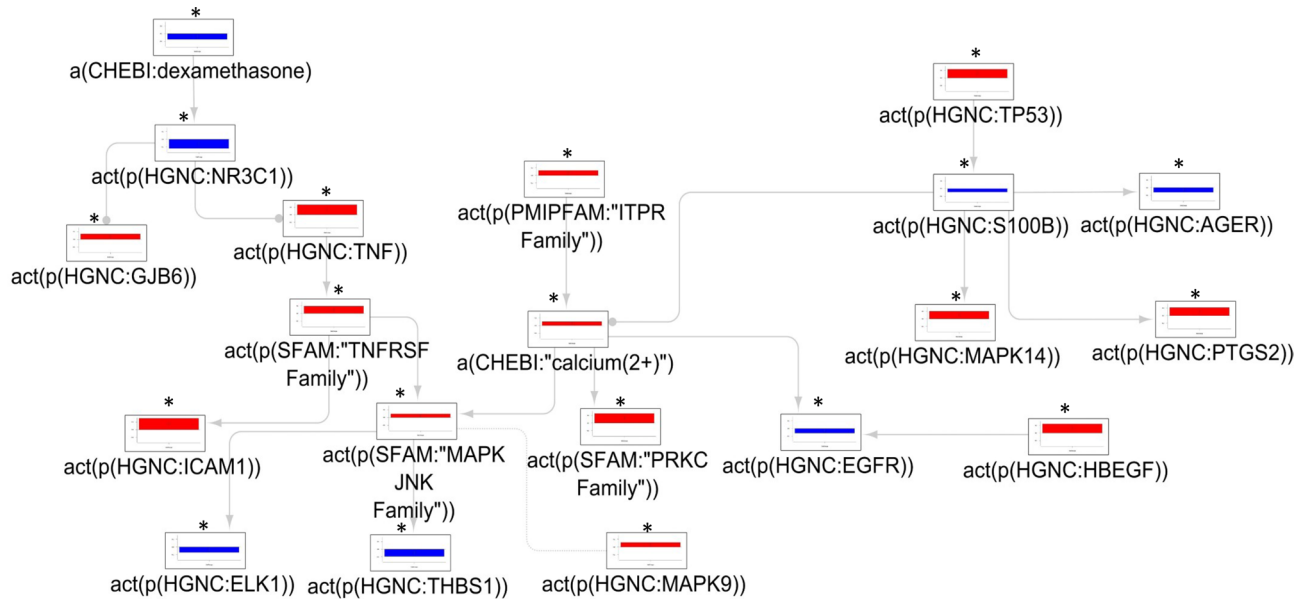 *
a(CHEBI:dexamethasone)
*
act(p(HGNC:TP53))
*
act(p(HGNC:NR3C1))
*
act(p(PMIPFAM:"ITPR
Family"))
*
act(p(HGNC:S100B))
*
act(p(HGNC:AGER))
*
act(p(HGNC:GJB6))
*
act(p(HGNC:TNF))
*
act(p(SFAM:"TNFRSF
Family"))
*
a(CHEBI:"calcium(2+)")
*
act(p(HGNC:MAPK14))
*
act(p(HGNC:PTGS2))
*
act(p(HGNC:ICAM1))
*
act(p(SFAM:"MAPK
JNK
Family"))
*
act(p(SFAM:"PRKC
Family"))
*
act(p(HGNC:EGFR))
*
act(p(HGNC:HBEGF))
*
act(p(HGNC:ELK1))
*
act(p(HGNC:THBS1))
*
act(p(HGNC:MAPK9))